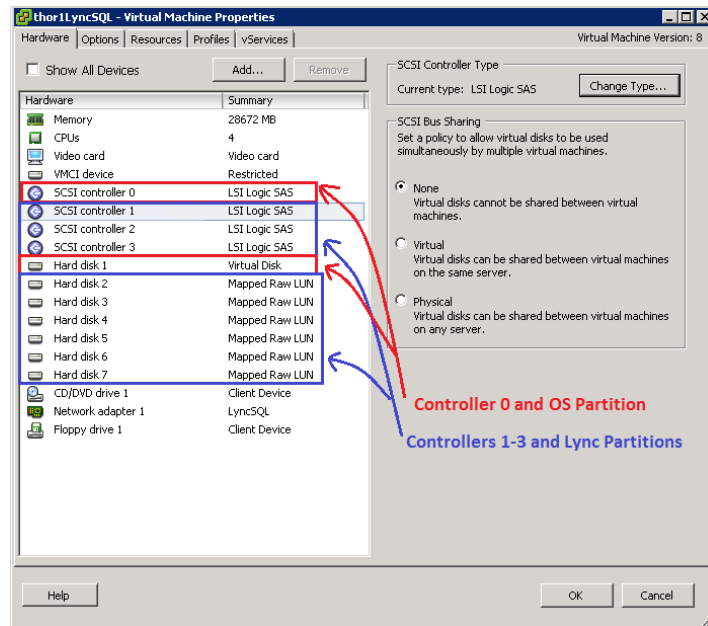 thor1LyncSQL - Virtual Machine Properties
Hardware Options Resources Profiles vServices Virtual Machine Version: 8
Show All Devices Add... Remove
Hardware Summary
Memory 28672 MB
CPUs 4
Video card Video card
VMCI device Restricted
SCSI controller 0 LSI Logic SAS
SCSI controller 1 LSI Logic SAS
SCSI controller 2 LSI Logic SAS
SCSI controller 3 LSI Logic SAS
Hard disk 1 Virtual Disk
Hard disk 2 Mapped Raw LUN
Hard disk 3 Mapped Raw LUN
Hard disk 4 Mapped Raw LUN
Hard disk 5 Mapped Raw LUN
Hard disk 6 Mapped Raw LUN
Hard disk 7 Mapped Raw LUN
CD/DVD drive 1 Client Device
Network adapter 1 LyncSQL
Floppy drive 1 Client Device
SCSI Controller Type
Current type: LSI Logic SAS Change Type...
SCSI Bus Sharing
Set a policy to allow virtual disks to be used
simultaneously by multiple virtual machines.
None
Virtual disks cannot be shared between virtual
machines.
Virtual
Virtual disks can be shared between virtual machines
on the same server.
Physical
Virtual disks can be shared between virtual machines
on any server.
Controller 0 and OS Partition
Controllers 1-3 and Lync Partitions
Help OK Cancel